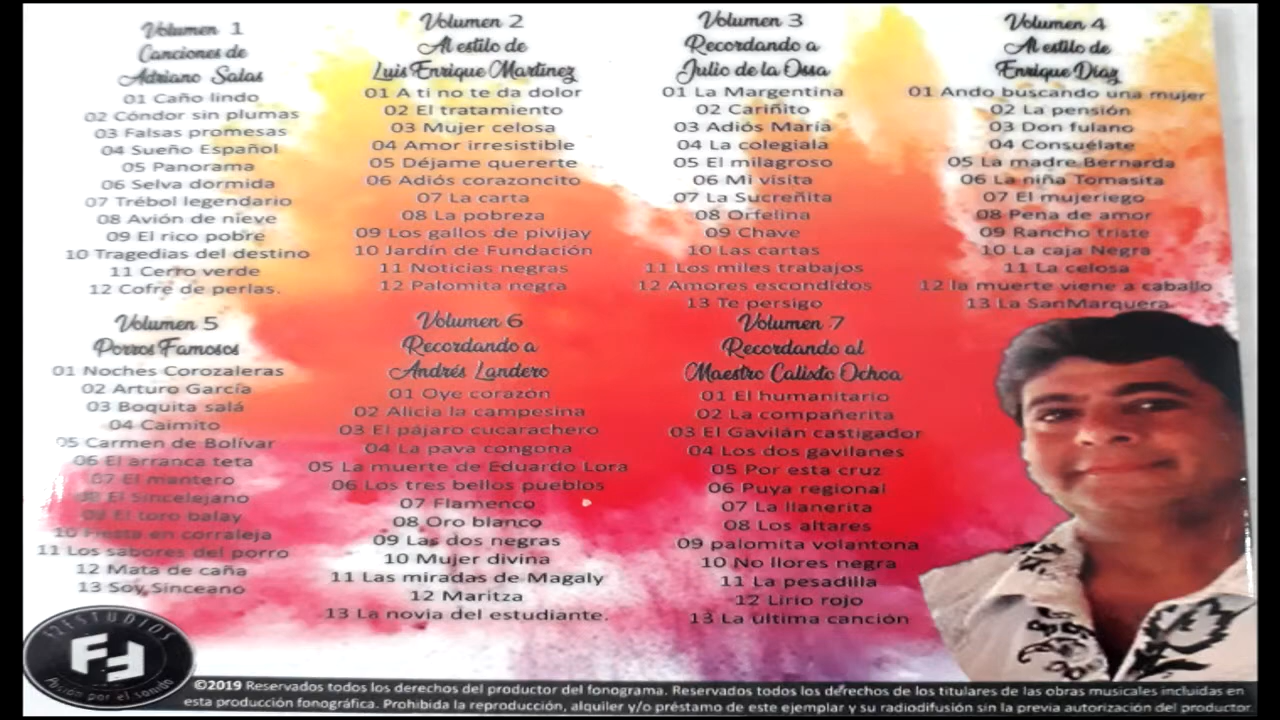 Volumen 1
Canciones de
Adriano Salas
01 Caño lindo
02 Cóndor sin plumas
03 Falsas promesas
04 Sueño Español
05 Panorama
06 Selva dormida
07 Trébol legendario
08 Avión de nieve
09 El rico pobre
10 Tragedias del destino
11 Cerro verde
12 Cofre de perlas.
Volumen 2
Al estilo de
Luis Enrique Martínez
01 A ti no te da dolor
02 El tratamiento
03 Mujer celosa
04 Amor irresistible
05 Déjame quererte
06 Adiós corazoncito
07 La carta
08 La pobreza
09 Los gallos de pivijay
10 Jardín de Fundación
11 Noticias negras
12 Palomita negra
Volumen 3
Recordando a
Julio de la Ossa
01 La Margentina
02 Cariñito
03 Adiós María
04 La colegiala
05 El milagroso
06 Mi visita
07 La Sucreñita
08 Orfelina
09 Chave
10 Las cartas
11 Los miles trabajos
12 Amores escondidos
13 Te persigo
Volumen 4
Al estilo de
Enrique Díaz
01 Ando buscando una mujer
02 La pensión
03 Don fulano
04 Consuélate
05 La madre Bernarda
06 La niña Tomasita
07 El mujeriego
08 Pena de amor
09 Rancho triste
10 La caja Negra
11 La celosa
12 la muerte viene a caballo
13 La SanMarquera
Volumen 5
Porros Famosos
01 Noches Corozaleras
02 Arturo García
03 Boquita salá
04 Caimito
05 Carmen de Bolívar
06 El arranca teta
07 El mantero
08 El Sincelejano
09 El toro balay
10 Fiesta en corraleja
11 Los sabores del porro
12 Mata de caña
13 Soy Sinceano
Volumen 6
Recordando a
Andrés Landero
01 Oye corazón
02 Alicia la campesina
03 El pájaro cucarachero
04 La pava congona
05 La muerte de Eduardo Lora
06 Los tres bellos pueblos
07 Flamenco
08 Oro blanco
09 Las dos negras
10 Mujer divina
11 Las miradas de Magaly
12 Maritza
13 La novia del estudiante.
Volumen 7
Recordando al
Maestro Calixto Ochoa
01 El humanitario
02 La compañerita
03 El Gavilán castigador
04 Los dos gavilanes
05 Por esta cruz
06 Puya regional
07 La llanerita
08 Los altares
09 palomita volantona
10 No llores negra
11 La pesadilla
12 Lirio rojo
13 La última canción
F2ESTUDIOS
FF
Pasión por el sonido
©2019 Reservados todos los derechos del productor del fonograma. Reservados todos los derechos de los titulares de las obras musicales incluidas en
esta producción fonográfica. Prohibida la reproducción, alquiler y/o préstamo de este ejemplar y su radiodifusión sin la previa autorización del productor